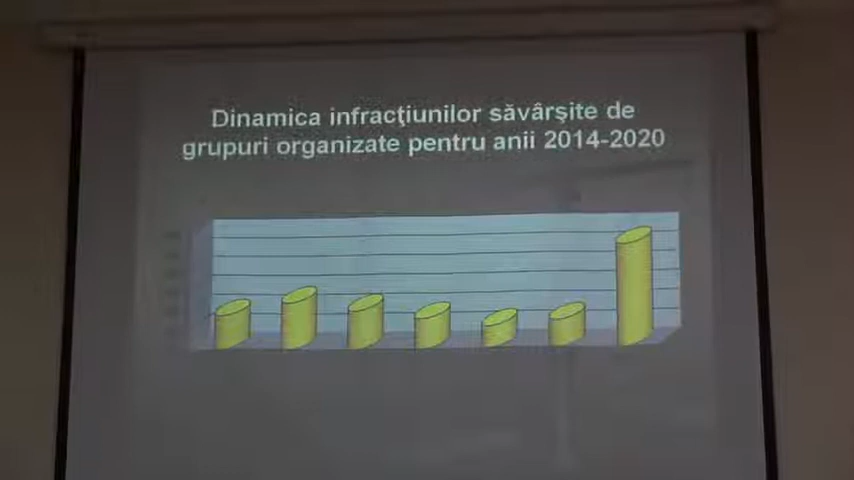 Dinamica infracţiunilor săvârşite de
grupuri organizate pentru anii 2014-2020